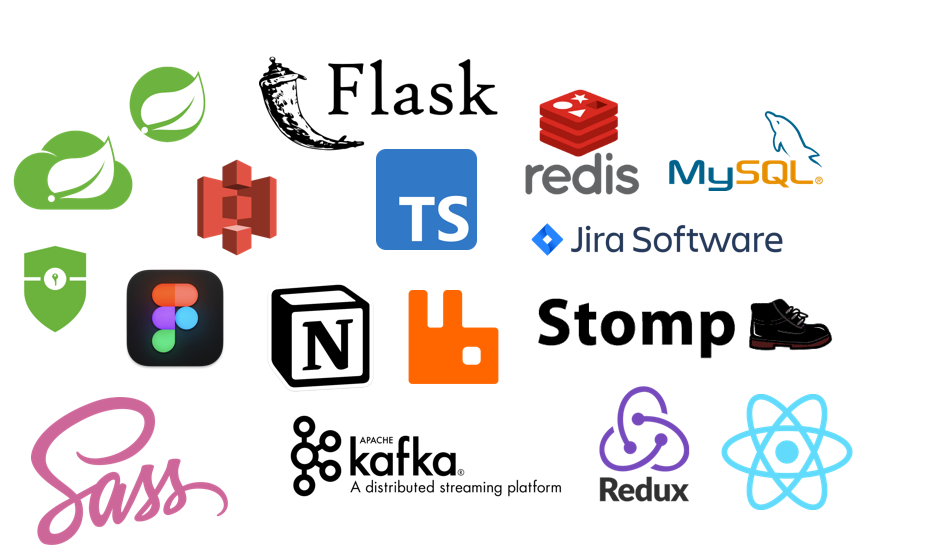 Flask
redis
MySQL®
TS
Jira Software
N
Stomp
Sass
APACHE
kafka®
A distributed streaming platform
Redux